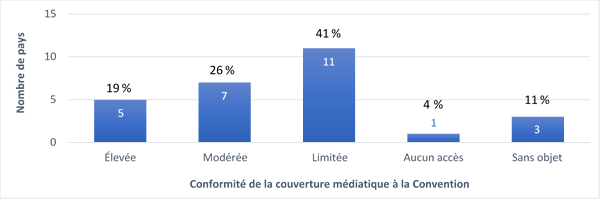 15
10
5
0
Nombre de pays
19 %
5
26 %
7
41 %
11
4 %
1
11 %
3
Élevée
Modérée
Limitée
Aucun accès
Sans objet
Conformité de la couverture médiatique à la Convention